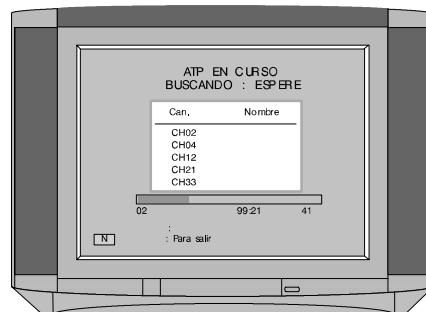 ATP EN CURSO
BUSCANDO : ESPERE
Can, Nombre
CH02
CH04
CH12
CH21
CH33
02 99:21 41
:
N : Para salir